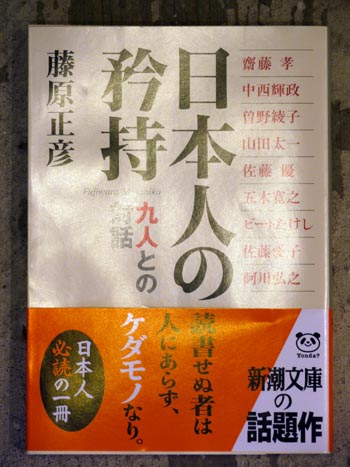 齋藤 孝
中西輝政
曽野綾子
山田太一
佐藤 優
五木寛之
ビートたけし
佐藤愛子
阿川弘之
日本人の
矜持
九人との
対話
Fujiwara Masahiko
藤原正彦
Yonda?
新潮文庫
の
話題作
読書せぬ者は
人にあらず、
ケダモノなり。
日本人
必読の一冊